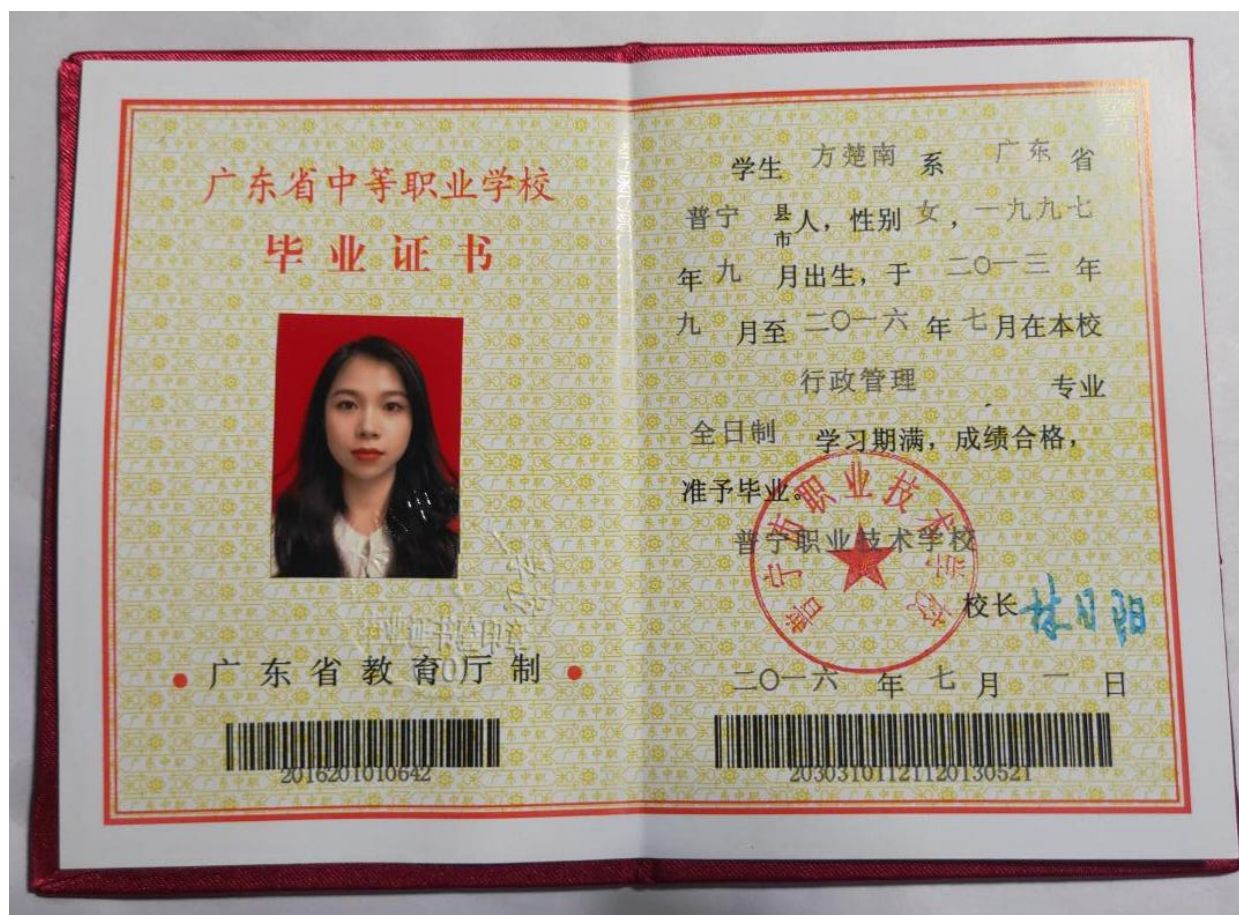 广东省中等职业学校
毕业证书
广东省教育厅制
2016201010642
学生 方楚南 系 广东 省
普宁 县市人，性别 女，一九九七
年 九 月出生，于 二〇一三 年
九 月至 二〇一六 年 七 月在本校
行政管理 专业
全日制 学习期满，成绩合格，
准予毕业。
普宁市职业技术学校
普宁职业技术学校
校长 林日阳
二〇一六 年 七 月 一 日
20303101121120130521